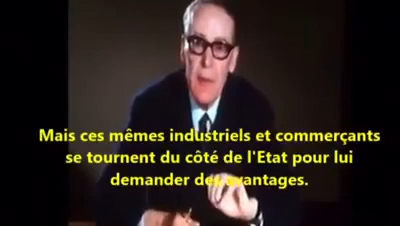 Mais ces mêmes industriels et commerçants
se tournent du côté de l'Etat pour lui
demander des avantages.